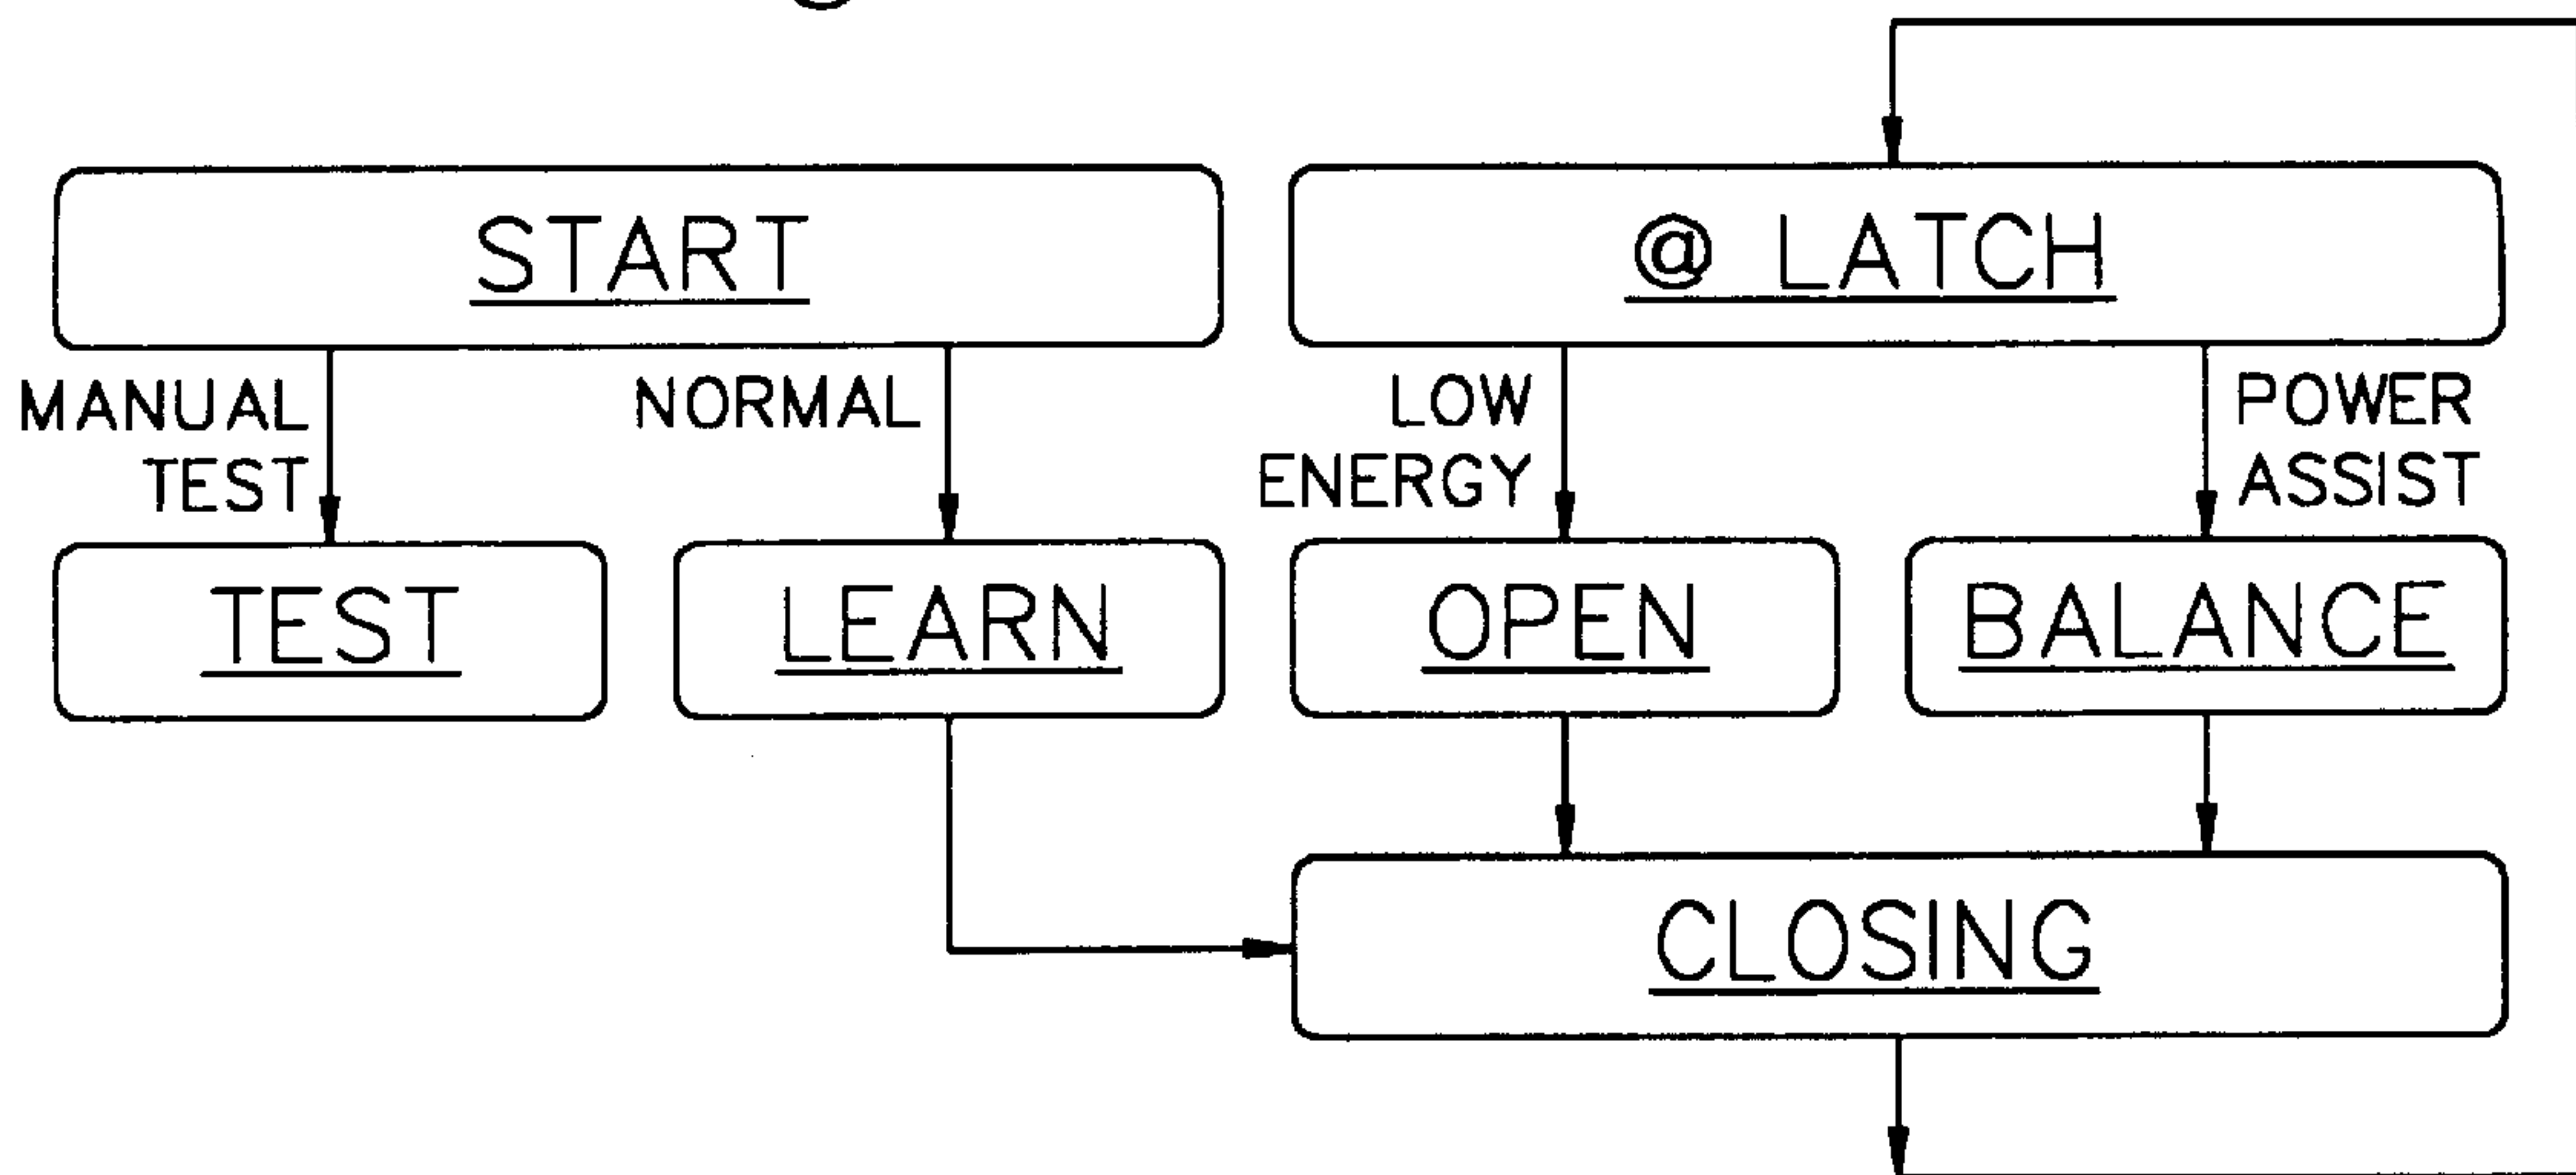 START
@ LATCH
MANUAL
TEST
NORMAL
LOW
ENERGY
POWER
ASSIST
TEST
LEARN
OPEN
BALANCE
CLOSING